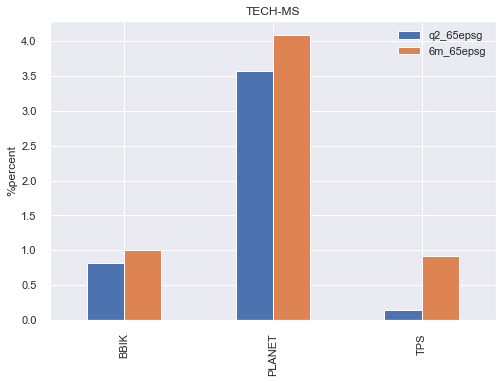 TECH-MS
q2_65epsg
6m_65epsg
%percent
4.0
3.5
3.0
2.5
2.0
1.5
1.0
0.5
0.0
BBIK
PLANET
TPS